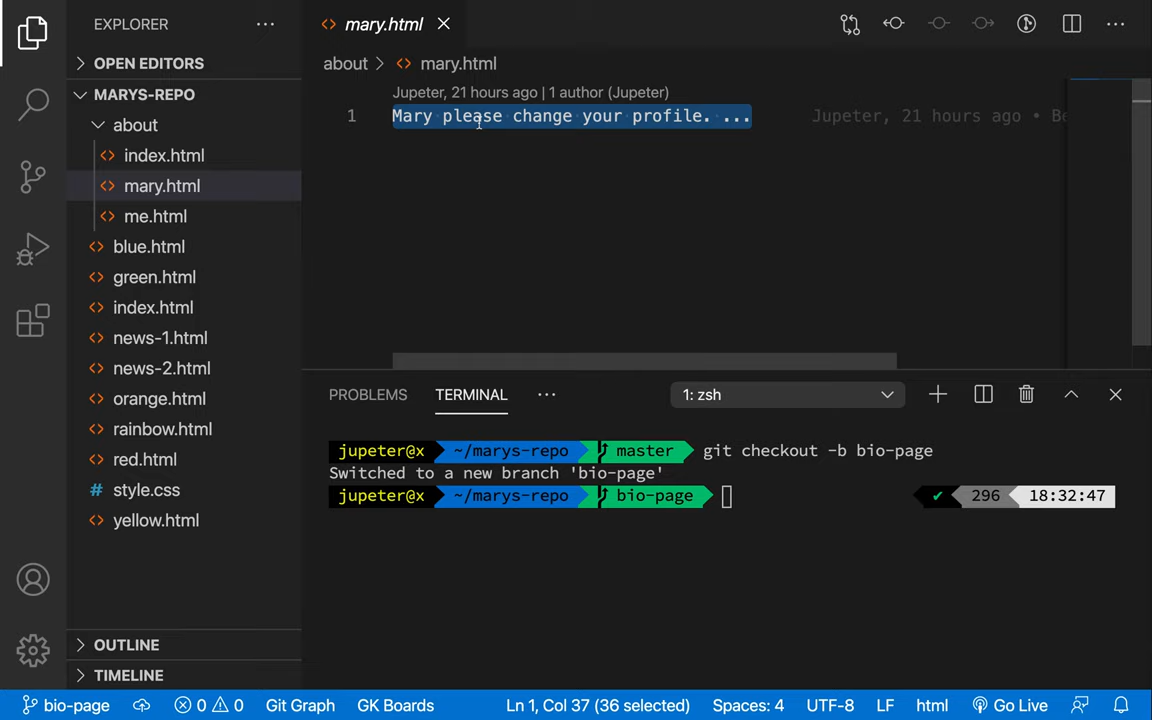 EXPLORER
OPEN EDITORS
MARYS-REPO
about
index.html
mary.html
me.html
blue.html
green.html
index.html
news-1.html
news-2.html
orange.html
rainbow.html
red.html
# style.css
yellow.html
OUTLINE
TIMELINE
mary.html
about > mary.html
Jupeter, 21 hours ago | 1 author (Jupeter)
1 Mary please change your profile. ... Jupeter, 21 hours ago • Be
PROBLEMS TERMINAL ... 1: zsh
jupeter@x ~/marys-repo master git checkout -b bio-page
Switched to a new branch 'bio-page'
jupeter@x ~/marys-repo bio-page ✔ 296 18:32:47
bio-page 0 0 Git Graph GK Boards Ln 1, Col 37 (36 selected) Spaces: 4 UTF-8 LF html Go Live